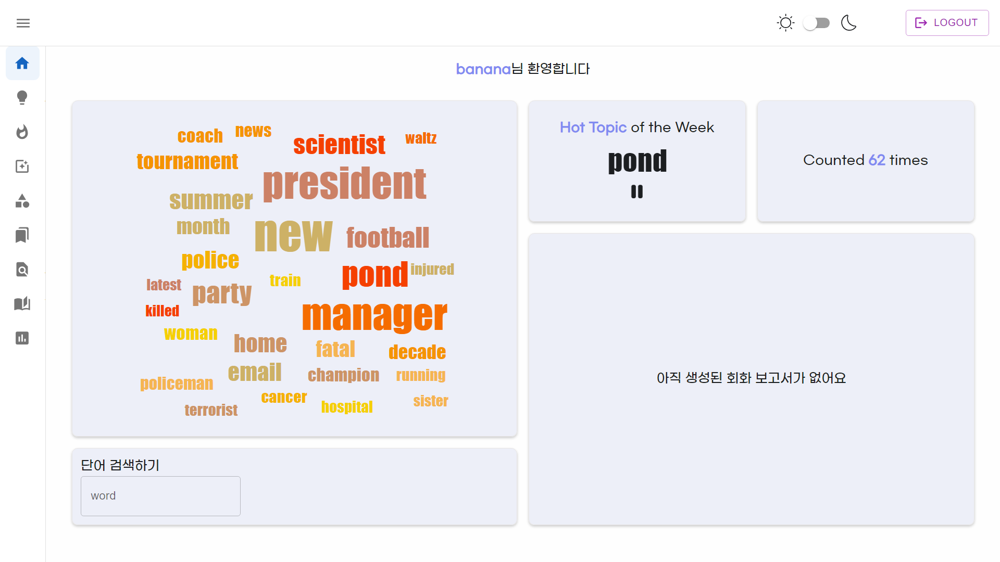 LOGOUT
banana님 환영합니다
coach
news
scientist
waltz
tournament
president
summer
month
new
football
police
pond
injured
train
latest
party
killed
manager
woman
home
fatal
decade
email
champion
running
policeman
cancer
hospital
sister
terrorist
Hot Topic of the Week
pond
"
Counted 62 times
아직 생성된 회화 보고서가 없어요
단어 검색하기
word